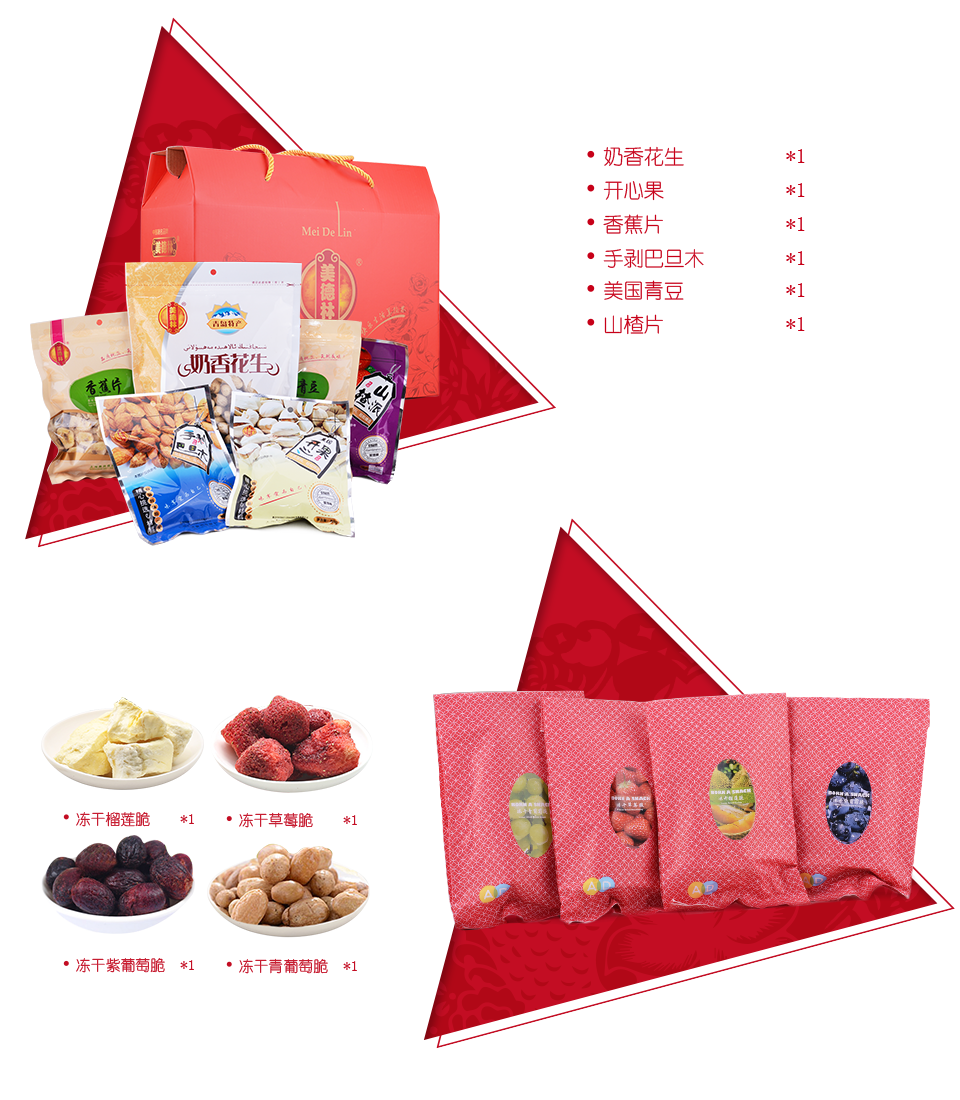 奶香花生 *1
开心果 *1
香蕉片 *1
手剥巴旦木 *1
美国青豆 *1
山楂片 *1
Mei De Lin
美德林
®
美德林
青岛特产
奶香花生
香蕉片
青豆
山楂派
手剥巴旦木
开心果
冻干榴莲脆 *1
冻干草莓脆 *1
冻干紫葡萄脆 *1
冻干青葡萄脆 *1